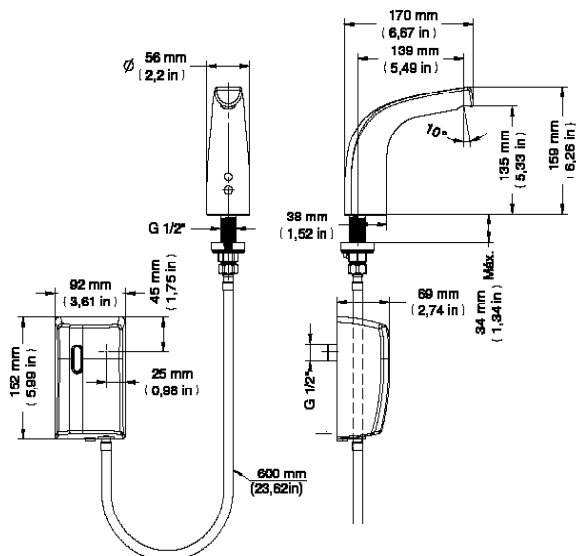 170 mm
( 6,67 in )
139 mm
( 5,49 in )
Ø 56 mm
( 2,2 in )
10°
135 mm
( 5,33 in )
159 mm
( 6,26 in )
38 mm
( 1,52 in )
G 1/2"
34 mm Máx.
( 1,34 in )
92 mm
( 3,61 in )
45 mm
( 1,75 in )
69 mm
( 2,74 in )
152 mm
( 5,99 in )
25 mm
( 0,98 in )
G 1/2"
600 mm
(23,62in)